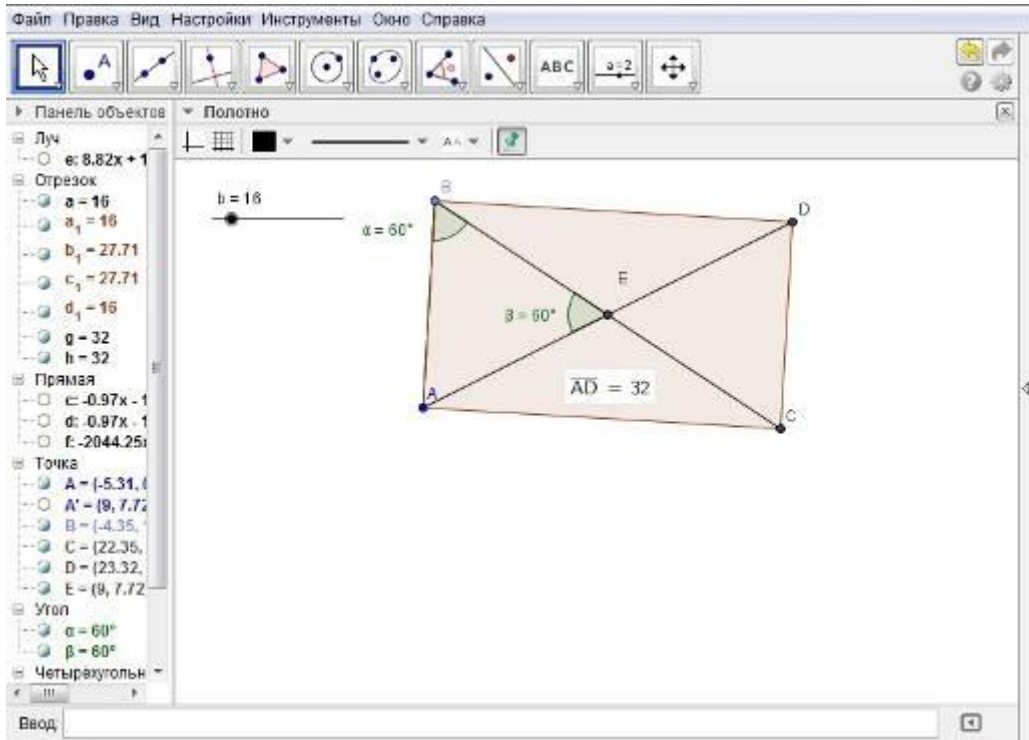 Файл Правка Вид Настройки Инструменты Окно Справка
A
ABC
a=2
Панель объектов
Полотно
Луч
e: 8.82x + 1
Отрезок
a = 16
a₁ = 16
b₁ = 27.71
c₁ = 27.71
d₁ = 16
g = 32
h = 32
Прямая
c: -0.97x - 1
d: -0.97x - 1
f: -2044.25x
Точка
A = (-5.31,
A' = (9, 7.72
B = (-4.35,
C = (22.35,
D = (23.32,
E = (9, 7.72
Угол
α = 60°
β = 60°
Четырехугольн
Ввод:
b = 16
B
D
α = 60°
E
β = 60°
AD = 32
A
C